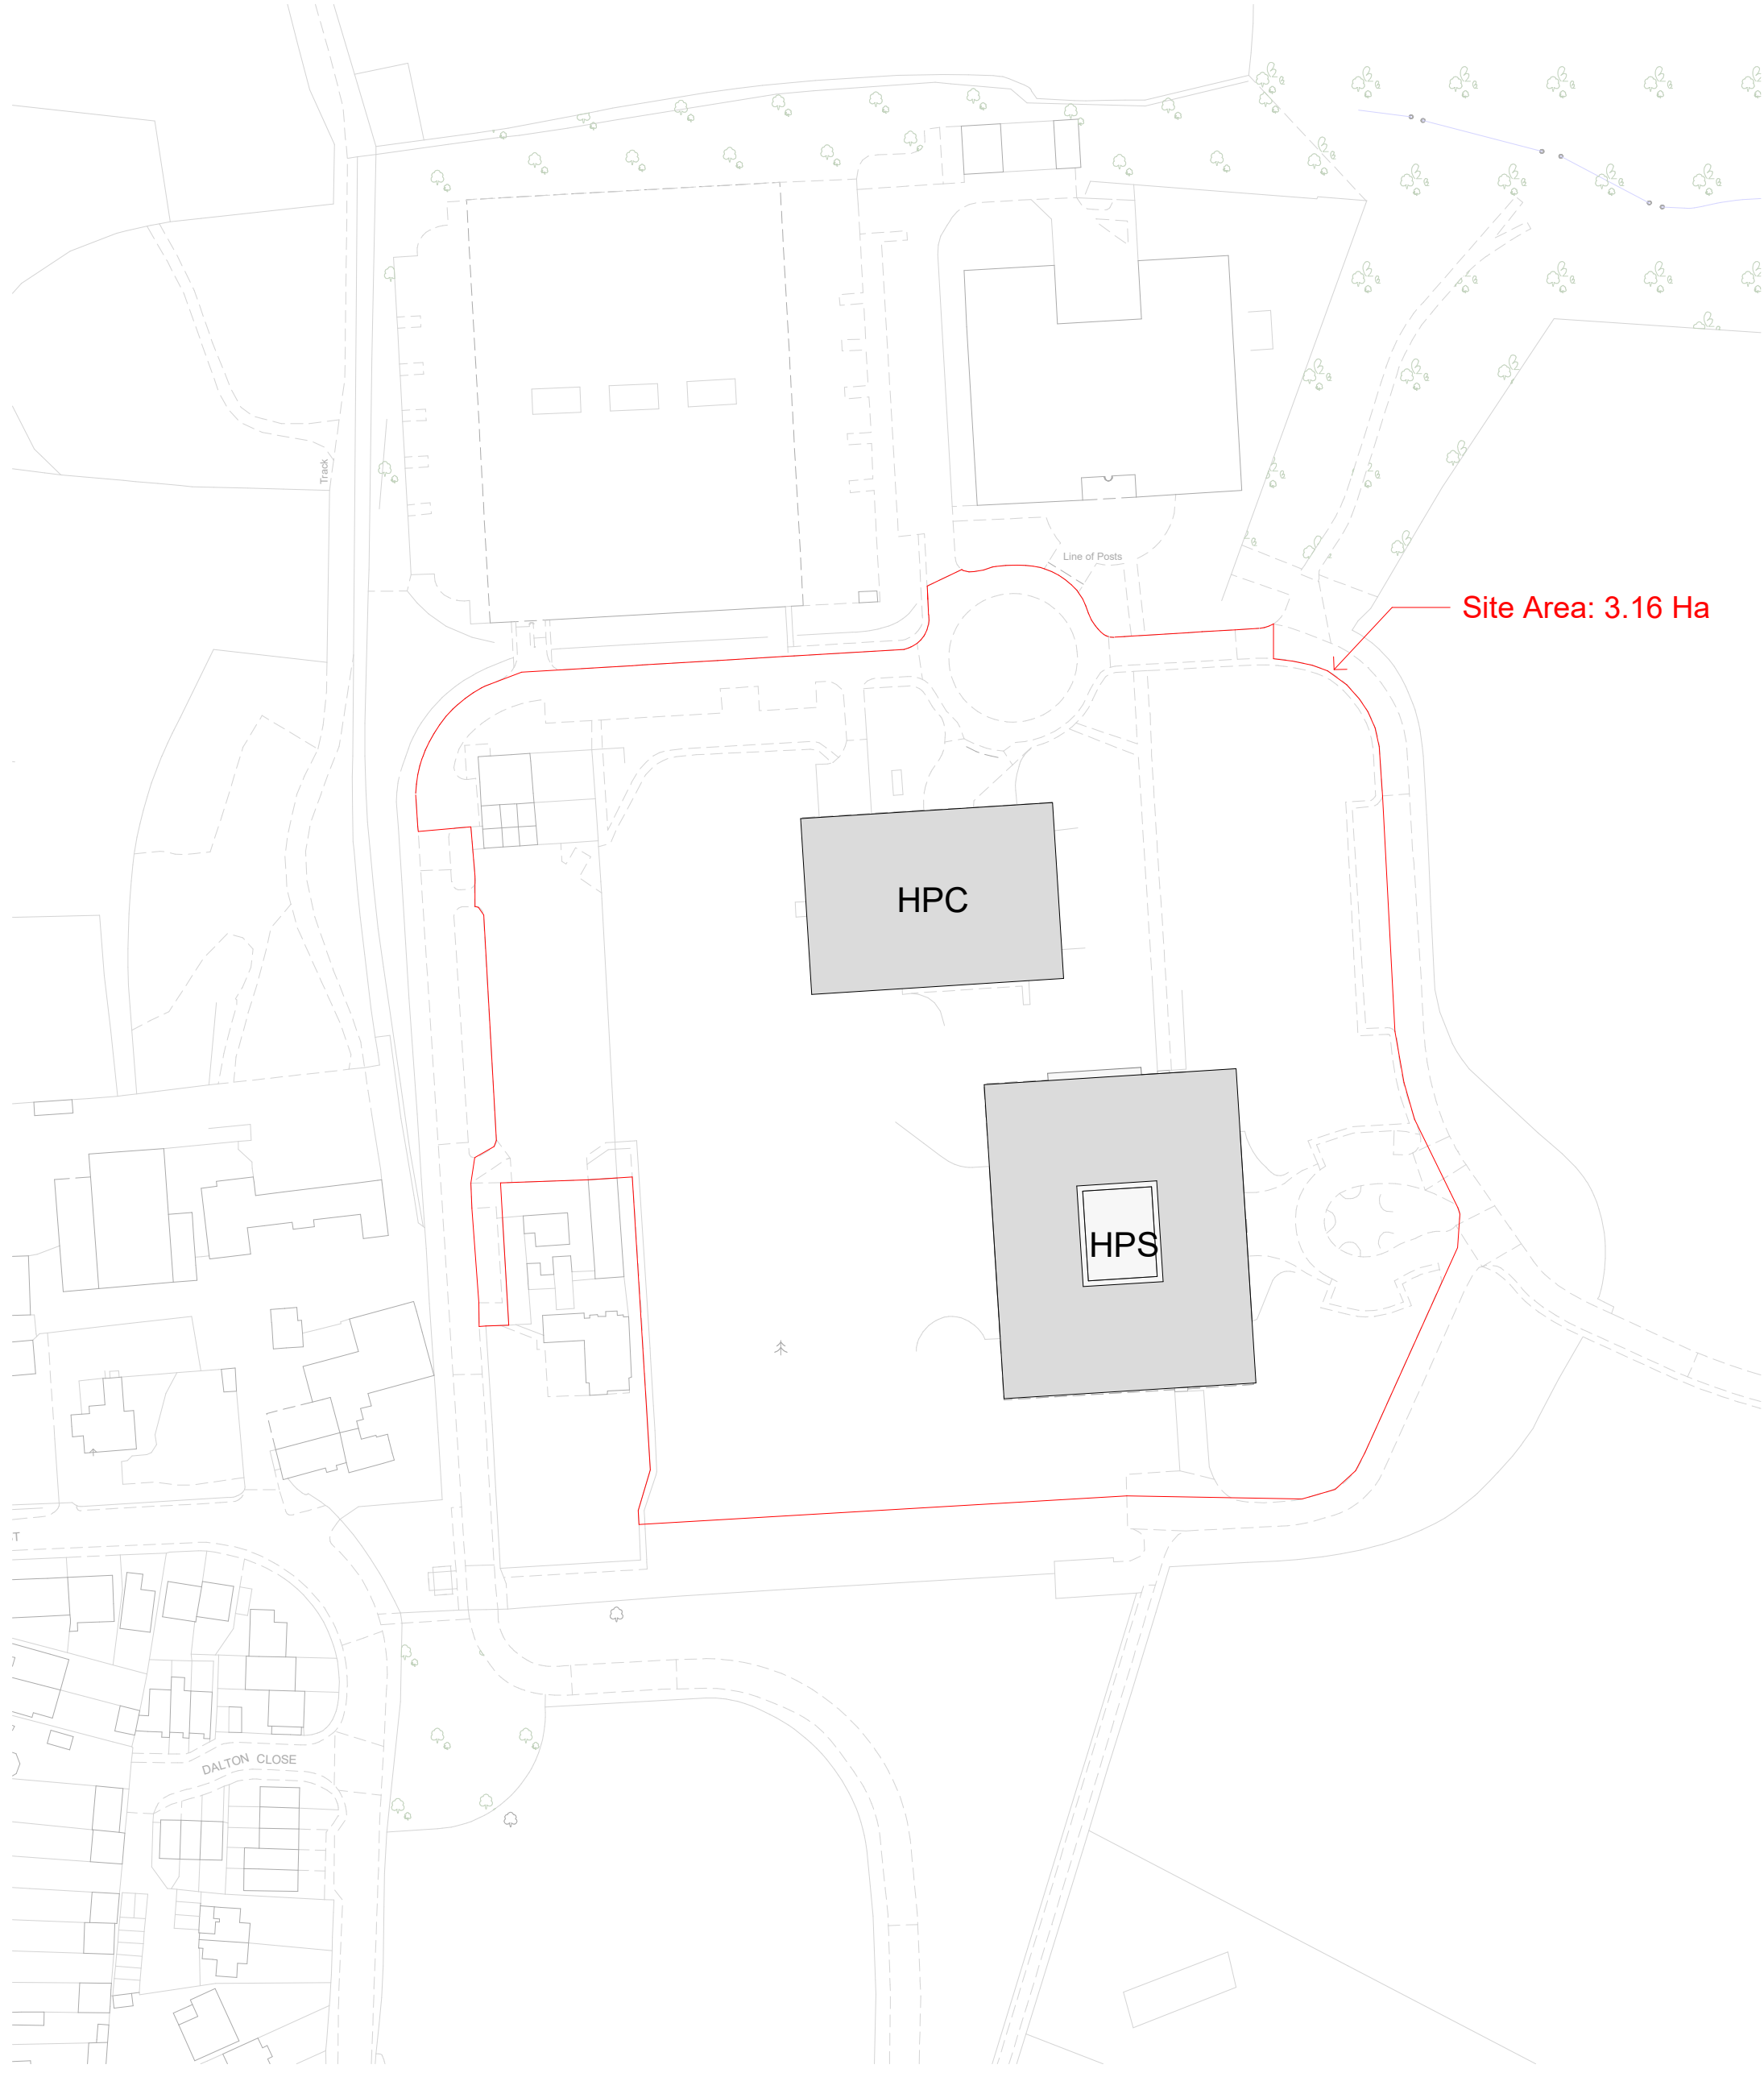 Track
Line of Posts
Site Area: 3.16 Ha
HPC
HPS
T
DALTON CLOSE